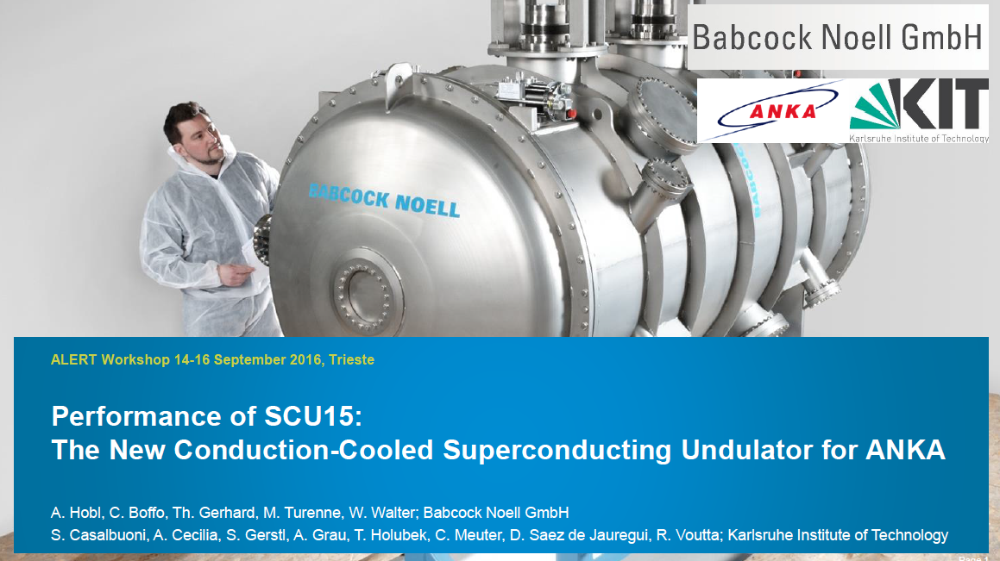 Babcock Noell GmbH
ANKA
KIT
Karlsruhe Institute of Technology
BABCOCK NOELL
BABCOCK
ALERT Workshop 14-16 September 2016, Trieste
Performance of SCU15:
The New Conduction-Cooled Superconducting Undulator for ANKA
A. Hobl, C. Boffo, Th. Gerhard, M. Turenne, W. Walter; Babcock Noell GmbH
S. Casalbuoni, A. Cecilia, S. Gerstl, A. Grau, T. Holubek, C. Meuter, D. Saez de Jauregui, R. Voutta; Karlsruhe Institute of Technology
Page 1